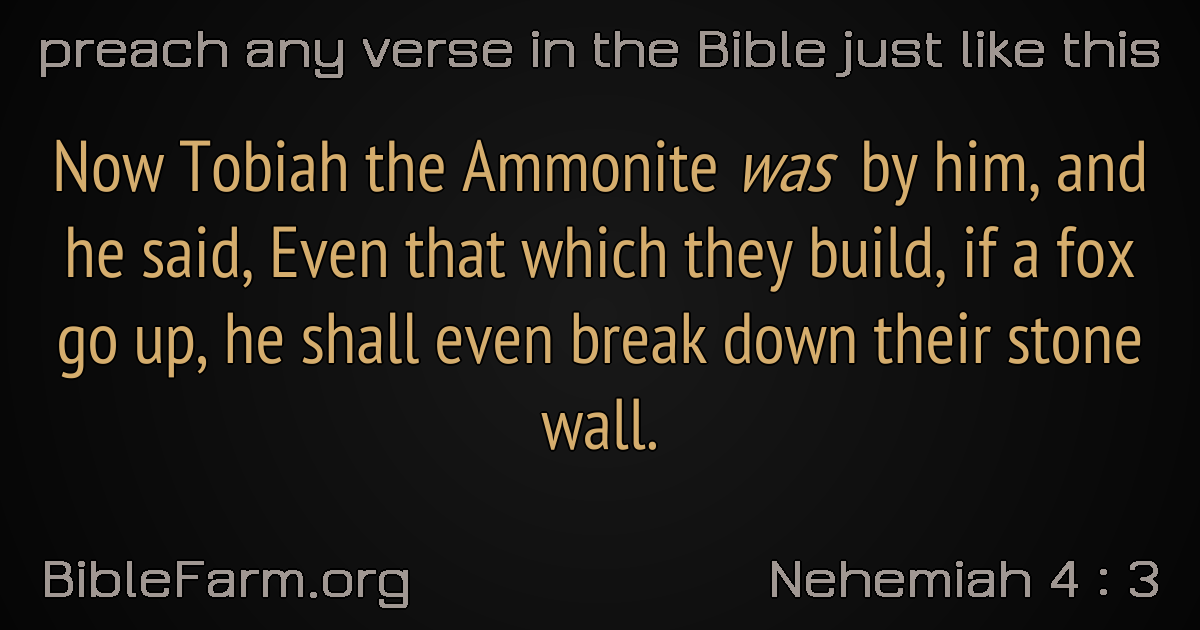 preach any verse in the Bible just like this
Now Tobiah the Ammonite was by him, and
he said, Even that which they build, if a fox
go up, he shall even break down their stone
wall.
BibleFarm.org
Nehemiah 4 : 3